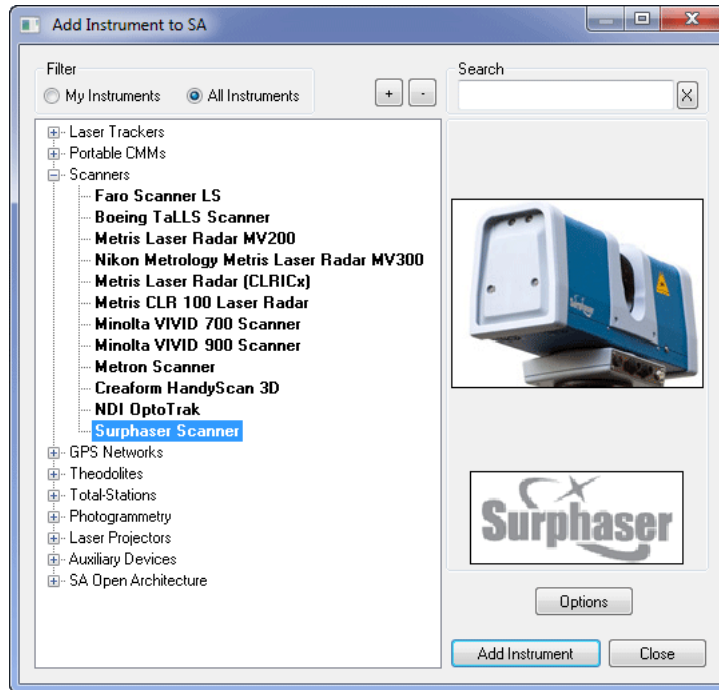 Add Instrument to SA
Filter
My Instruments
All Instruments
+
-
Search
X
Laser Trackers
Portable CMMs
Scanners
Faro Scanner LS
Boeing TaLLS Scanner
Metris Laser Radar MV200
Nikon Metrology Metris Laser Radar MV300
Metris Laser Radar (CLRICx)
Metris CLR 100 Laser Radar
Minolta VIVID 700 Scanner
Minolta VIVID 900 Scanner
Metron Scanner
Creaform HandyScan 3D
NDI OptoTrak
Surphaser Scanner
GPS Networks
Theodolites
Total-Stations
Photogrammetry
Laser Projectors
Auxiliary Devices
SA Open Architecture
Surphaser
Surphaser
Options
Add Instrument
Close